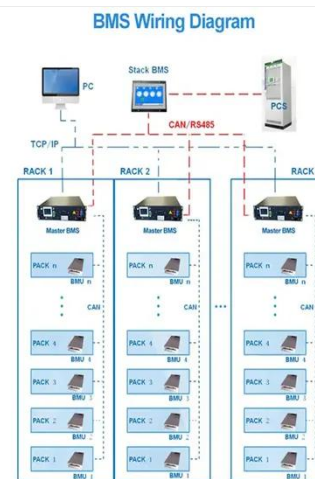 BMS Wiring Diagram
Stack BMS
PC
PCS
CAN/RS485
TCP/IP
RACK 1 RACK 2 RACK
Master BMS Master BMS Master BMS
PACK n PACK n PACK n
BMU n BMU n BMU n
CAN CAN CAN
PACK 4 PACK 4 PACK 4
BMU 4 BMU 4 BMU 4
PACK 3 PACK 3 PACK 3
BMU 3 BMU 3 BMU 3
PACK 2 PACK 2 PACK 2
BMU 2 BMU 2 BMU 2
PACK 1 PACK 1 PACK 1
BMU 1 BMU 1 BMU 1